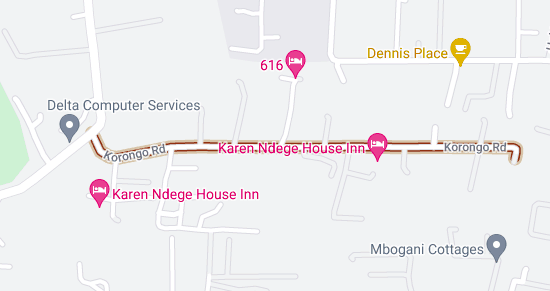 Dennis Place
616
Delta Computer Services
Korongo Rd
Karen Ndege House Inn
Korongo Rd
Karen Ndege House Inn
Mbogani Cottages